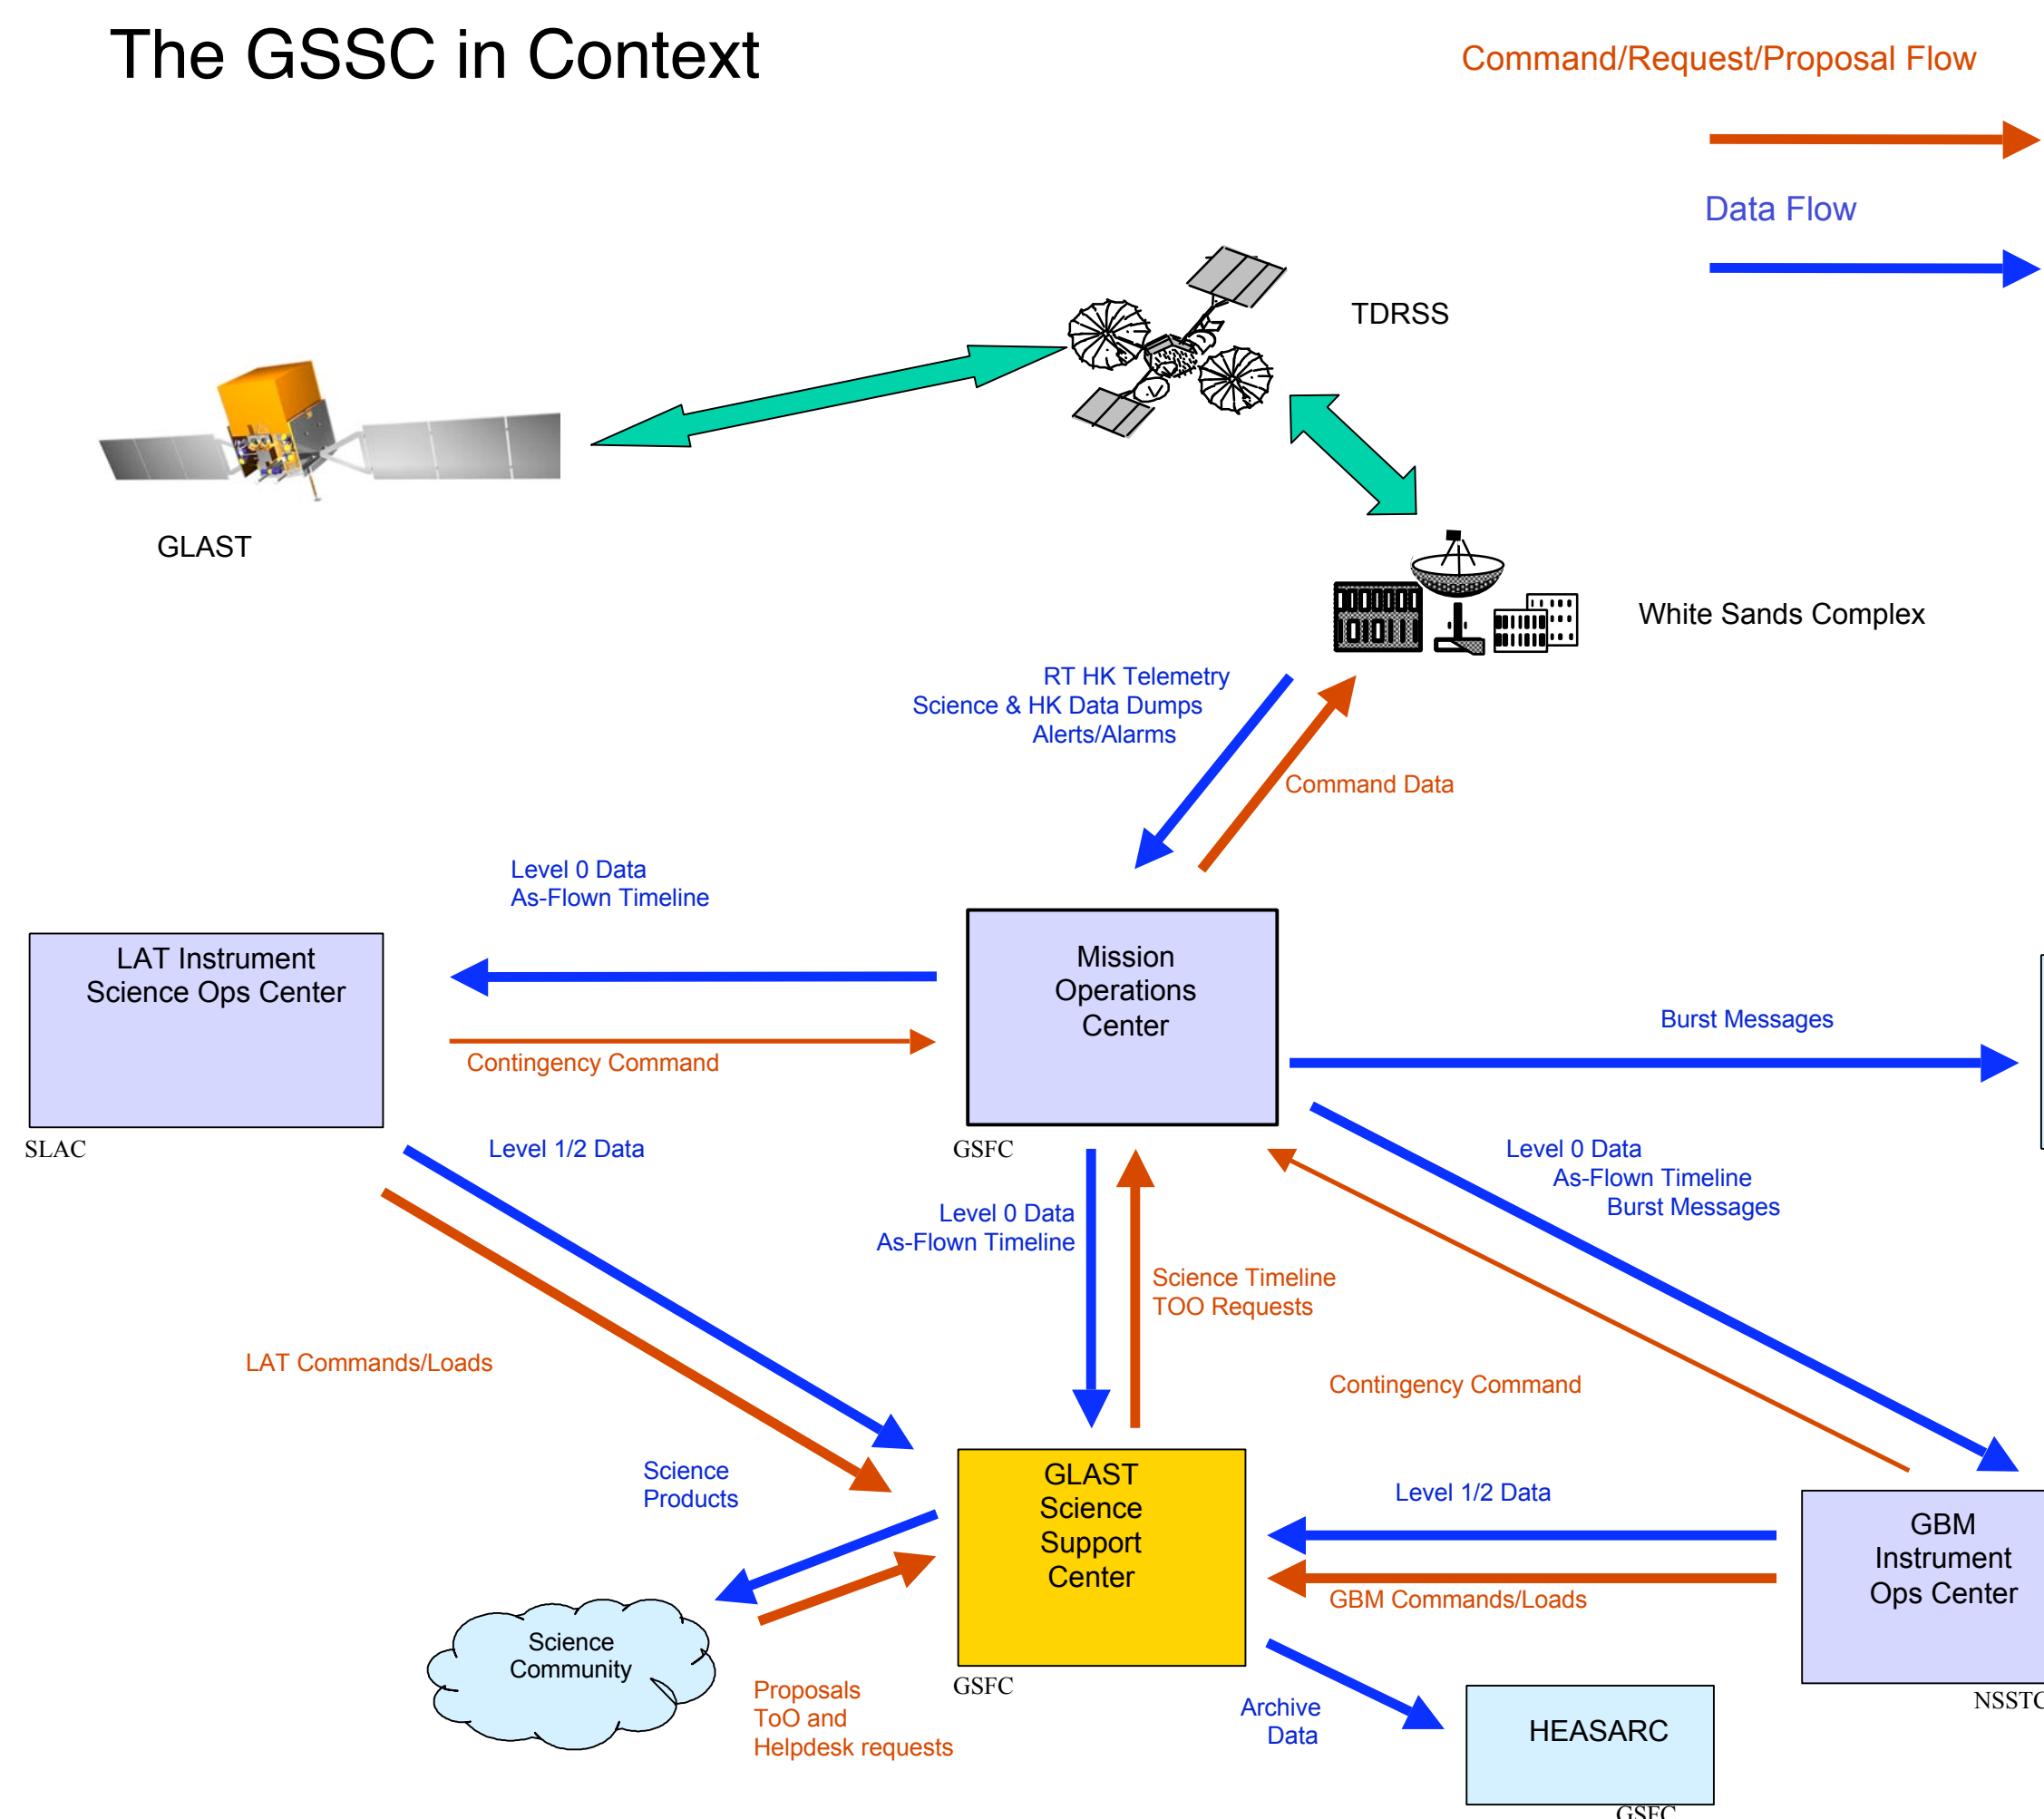 The GSSC in Context
Command/Request/Proposal Flow
Data Flow
TDRSS
GLAST
White Sands Complex
RT HK Telemetry
Science & HK Data Dumps
Alerts/Alarms
Command Data
Level 0 Data
As-Flown Timeline
LAT Instrument
Science Ops Center
Mission
Operations
Center
Burst Messages
Contingency Command
SLAC
Level 1/2 Data
GSFC
Level 0 Data
As-Flown Timeline
Burst Messages
Level 0 Data
As-Flown Timeline
Science Timeline
TOO Requests
LAT Commands/Loads
Contingency Command
Science
Products
GLAST
Science
Support
Center
Level 1/2 Data
GBM
Instrument
Ops Center
GBM Commands/Loads
Science
Community
GSFC
Proposals
ToO and
Helpdesk requests
Archive
Data
HEASARC
NSSTC
GSFC